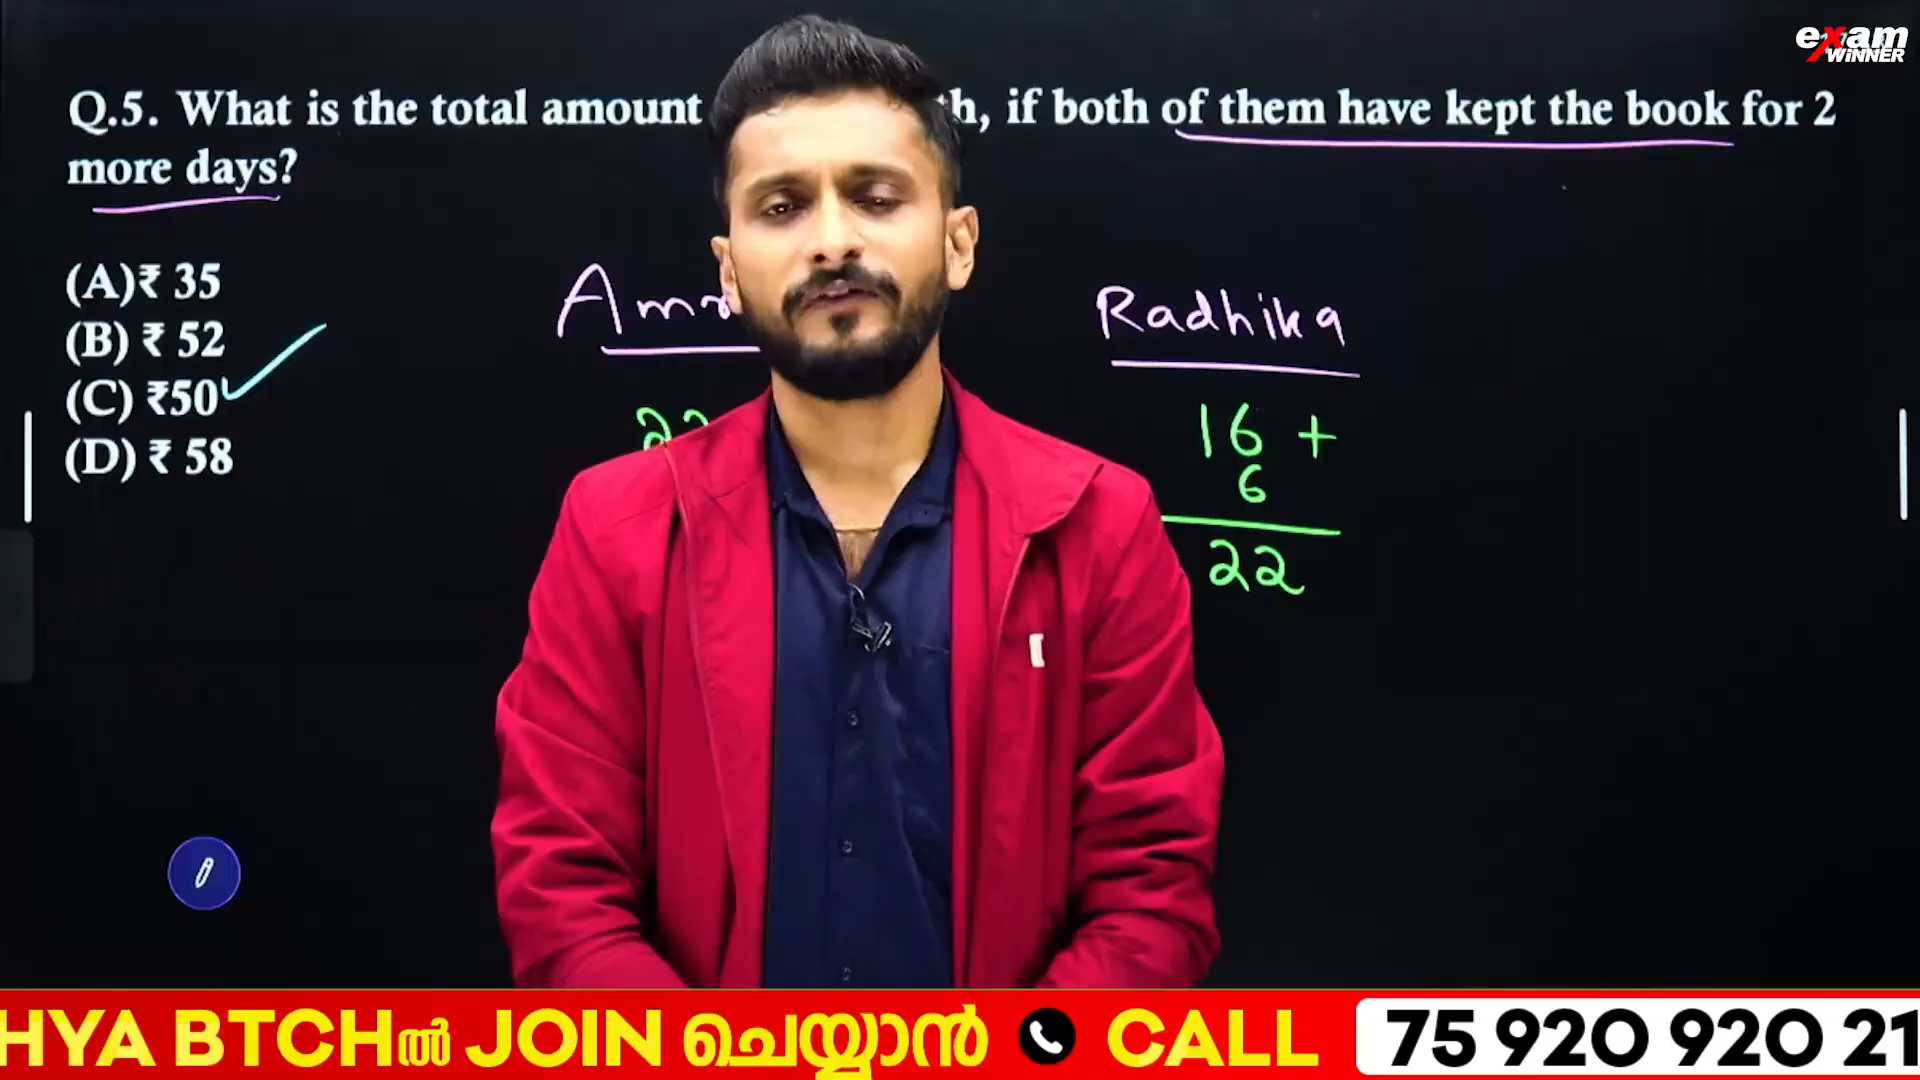 exam
WINNER
Q.5. What is the total amount th, if both of them have kept the book for 2
more days?
(A)₹ 35
(B) ₹ 52
(C) ₹50
(D) ₹ 58
Radhika
16 +
6
22
HYA BTCHൽ JOIN ചെയ്യാൻ CALL 75 920 920 21